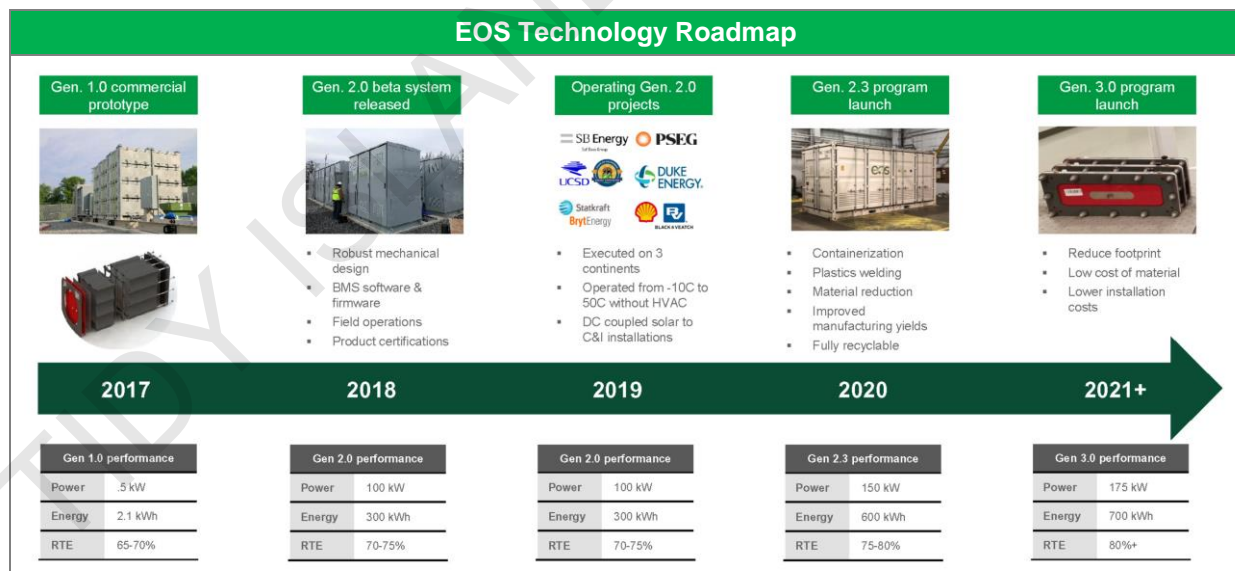 EOS Technology Roadmap
Gen. 1.0 commercial
prototype
Gen. 2.0 beta system
released
Robust mechanical
design
BMS software &
firmware
Field operations
Product certifications
Operating Gen. 2.0
projects
SB Energy
PSEG
UCSD
DUKE
ENERGY.
Statkraft
BrytEnergy
BLACK & VEATCH
Executed on 3
continents
Operated from -10C to
50C without HVAC
DC coupled solar to
C&I installations
Gen. 2.3 program
launch
eos
Containerization
Plastics welding
Material reduction
Improved
manufacturing yields
Fully recyclable
Gen. 3.0 program
launch
Reduce footprint
Low cost of material
Lower installation
costs
2017
2018
2019
2020
2021+
Gen 1.0 performance
Power .5 kW
Energy 2.1 kWh
RTE 65-70%
Gen 2.0 performance
Power 100 kW
Energy 300 kWh
RTE 70-75%
Gen 2.0 performance
Power 100 kW
Energy 300 kWh
RTE 70-75%
Gen 2.3 performance
Power 150 kW
Energy 600 kWh
RTE 75-80%
Gen 3.0 performance
Power 175 kW
Energy 700 kWh
RTE 80%+
TIDY ISLAN